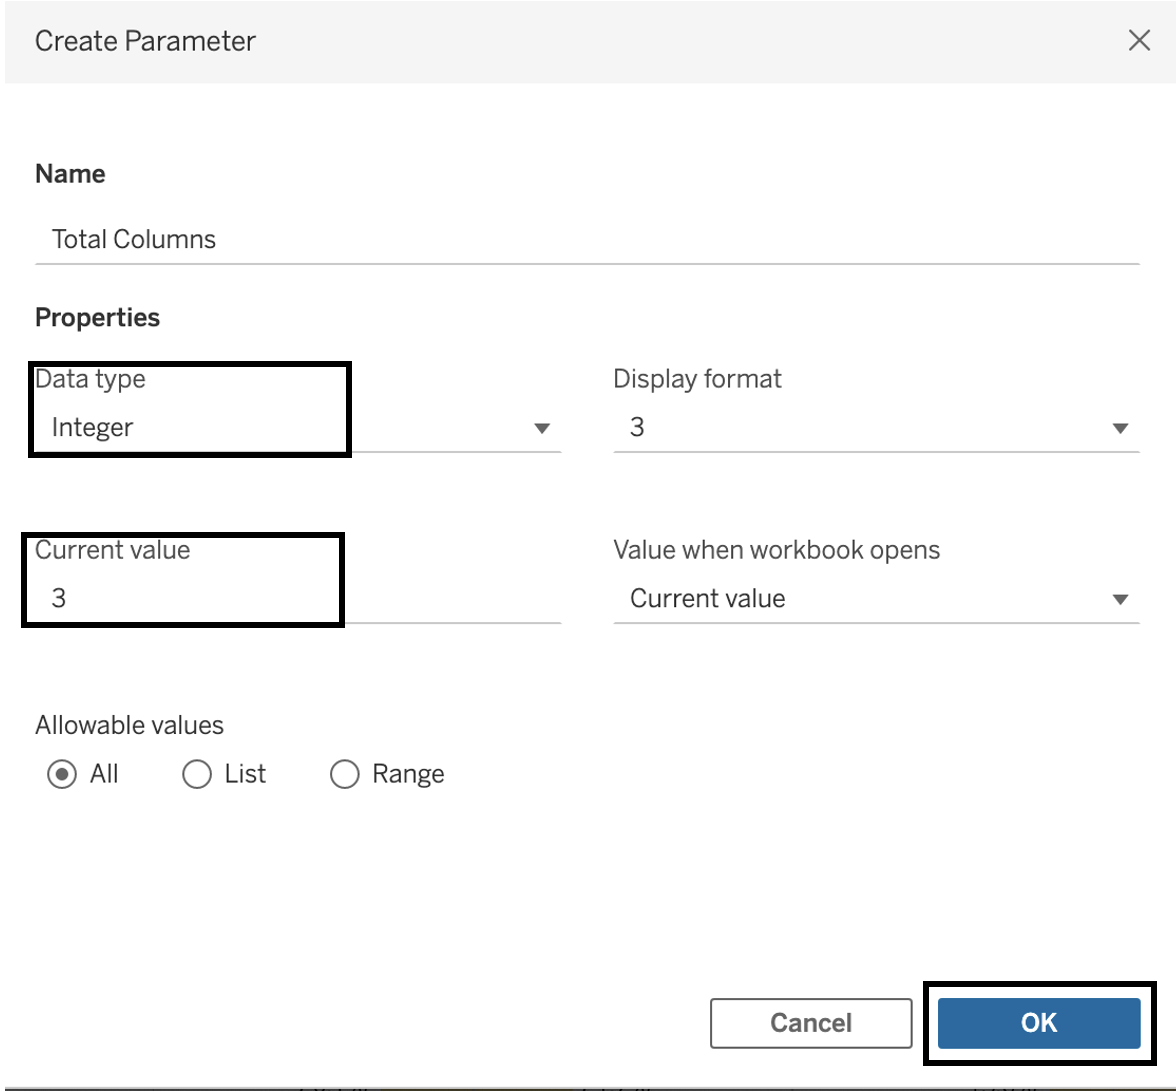 Create Parameter
Name
Total Columns
Properties
Data type
Display format
Integer
3
Current value
Value when workbook opens
3
Current value
Allowable values
All
List
Range
Cancel
OK